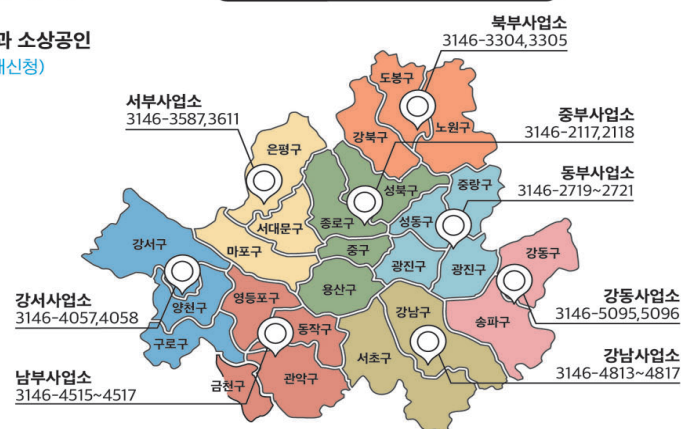 과 소상공인
새신청)
북부사업소
3146-3304,3305
서부사업소
3146-3587,3611
중부사업소
3146-2117,2118
동부사업소
3146-2719~2721
강서사업소
3146-4057,4058
강동사업소
3146-5095,5096
남부사업소
3146-4515~4517
강남사업소
3146-4813~4817
도봉구
노원구
강북구
은평구
성북구
중랑구
종로구
성동구
서대문구
마포구
중구
강서구
강동구
광진구
광진구
용산구
양천구
영등포구
강남구
송파구
동작구
구로구
서초구
금천구
관악구